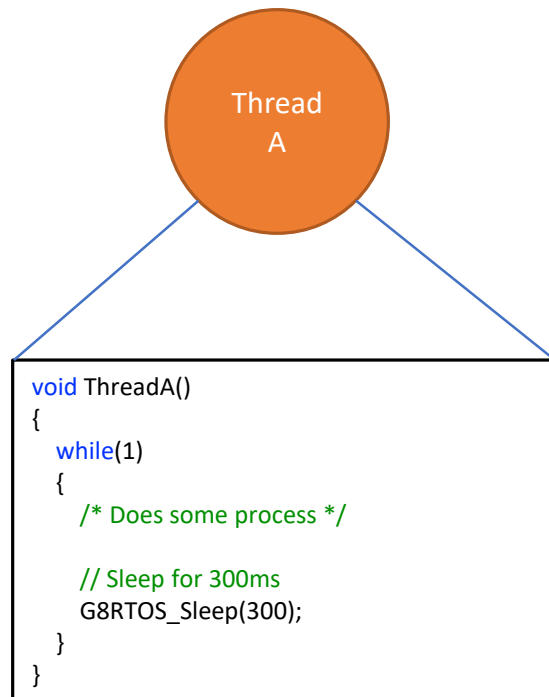 Thread
A
void ThreadA()
{
while(1)
{
/* Does some process */
// Sleep for 300ms
G8RTOS_Sleep(300);
}
}